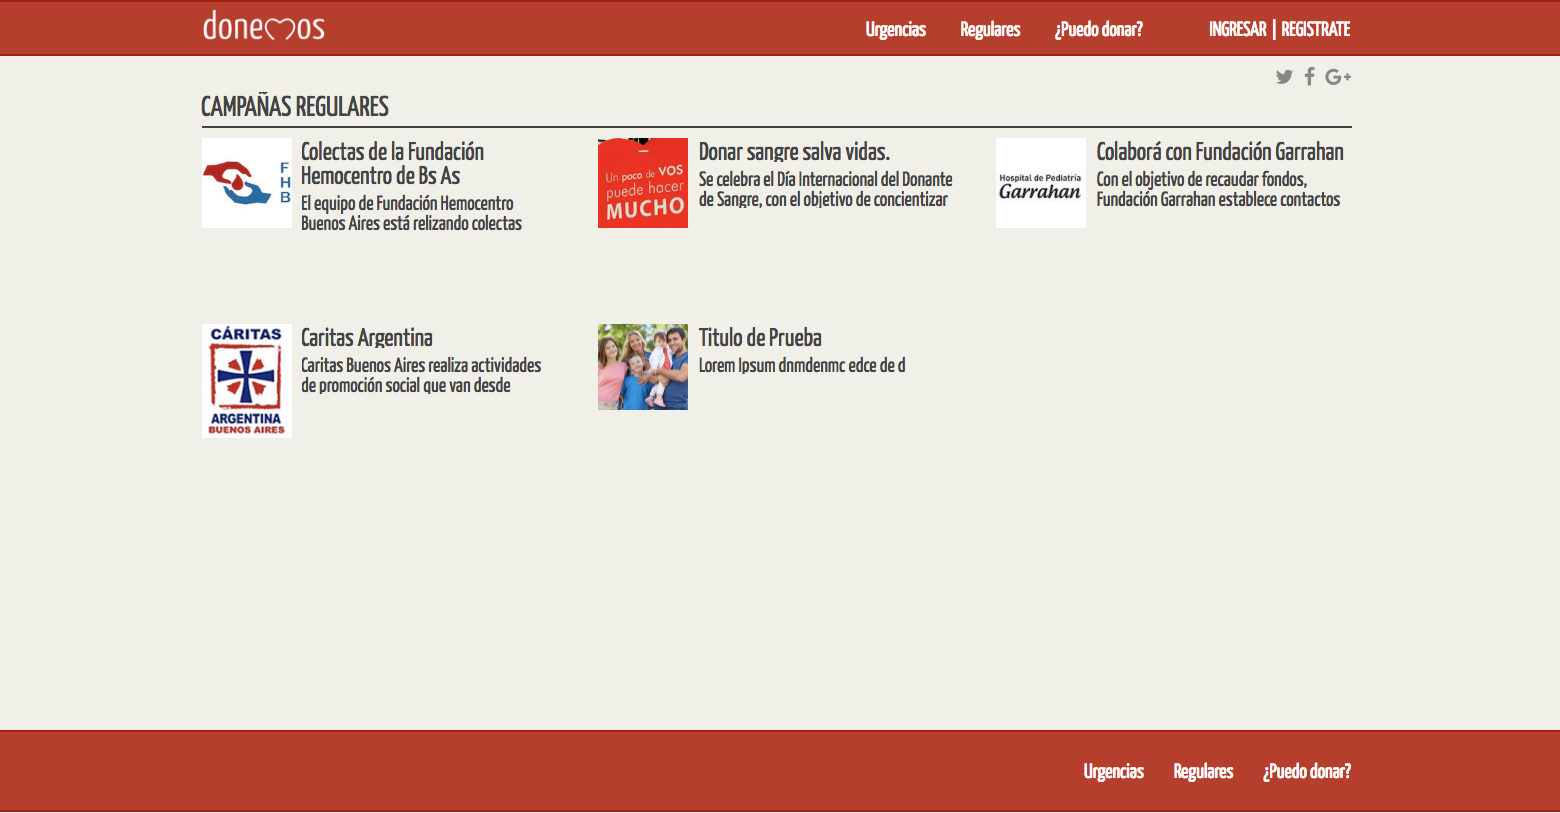 donemos
Urgencias Regulares ¿Puedo donar? INGRESAR | REGISTRATE
CAMPAÑAS REGULARES
FHB
Colectas de la Fundación
Hemocentro de Bs As
El equipo de Fundación Hemocentro
Buenos Aires está relizando colectas
Un poco de VOS
puede hacer
MUCHO
Donar sangre salva vidas.
Se celebra el Día Internacional del Donante
de Sangre, con el objetivo de concientizar
Hospital de Pediatría
Garrahan
Colaborá con Fundación Garrahan
Con el objetivo de recaudar fondos,
Fundación Garrahan establece contactos
CÁRITAS
ARGENTINA
BUENOS AIRES
Caritas Argentina
Caritas Buenos Aires realiza actividades
de promoción social que van desde
Titulo de Prueba
Lorem Ipsum dnmdenmc edce de d
Urgencias Regulares ¿Puedo donar?